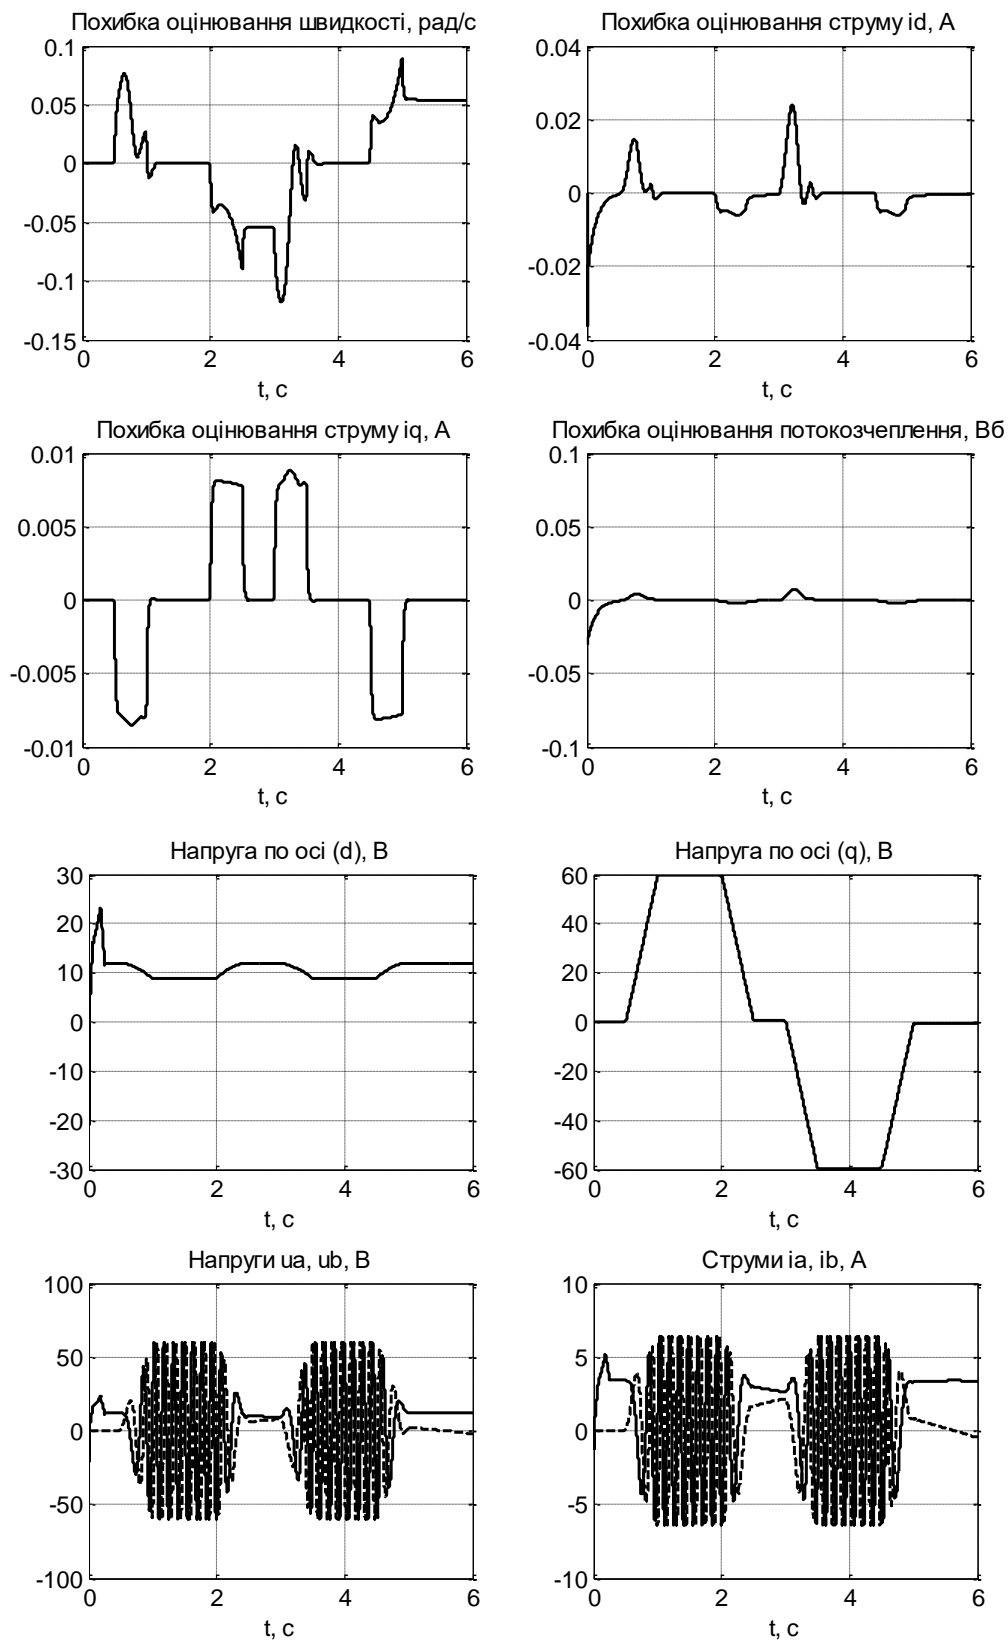 Похибка оцінювання швидкості, рад/с
0.1
0.05
0
-0.05
-0.1
-0.15
0 2 4 6
t, c
Похибка оцінювання струму id, А
0.04
0.02
0
-0.02
-0.04
0 2 4 6
t, c
Похибка оцінювання струму iq, А
0.01
0.005
0
-0.005
-0.01
0 2 4 6
t, c
Похибка оцінювання потокозчеплення, Вб
0.1
0.05
0
-0.05
-0.1
0 2 4 6
t, c
Напруга по осі (d), В
30
20
10
0
-10
-20
-30
0 2 4 6
t, c
Напруга по осі (q), В
60
40
20
0
-20
-40
-60
0 2 4 6
t, c
Напруги ua, ub, В
100
50
0
-50
-100
0 2 4 6
t, c
Струми ia, ib, А
10
5
0
-5
-10
0 2 4 6
t, c